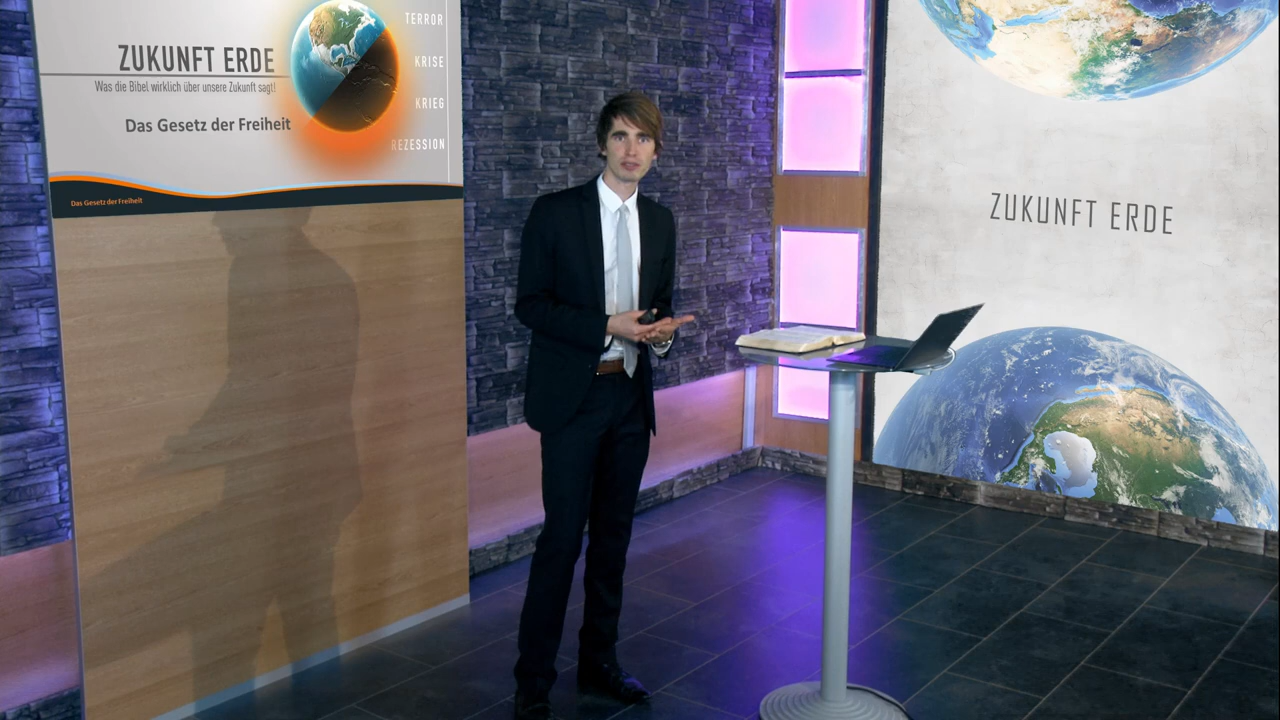 ZUKUNFT ERDE
Was die Bibel wirklich über unsere Zukunft sagt!
Das Gesetz der Freiheit
TERROR
KRISE
KRIEG
REZESSION
Das Gesetz der Freiheit
ZUKUNFT ERDE